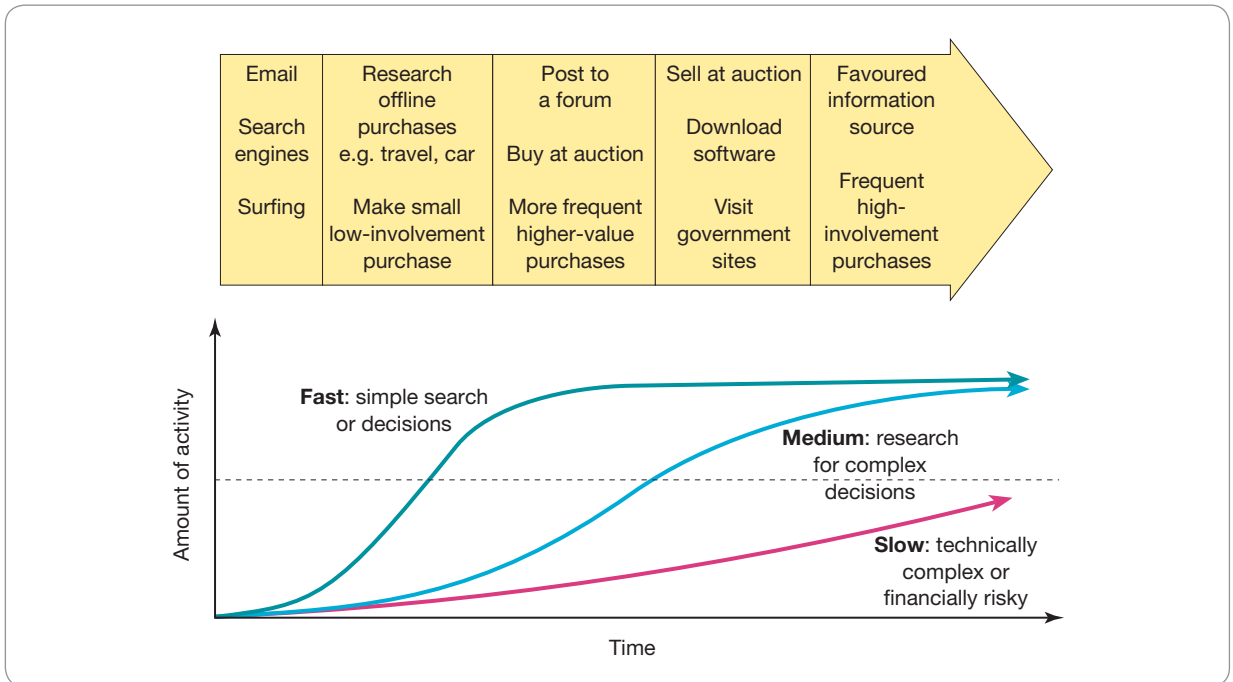 Email
Search
engines
Surfing
Research
offline
purchases
e.g. travel, car
Make small
low-involvement
purchase
Post to
a forum
Buy at auction
More frequent
higher-value
purchases
Sell at auction
Download
software
Visit
government
sites
Favoured
information
source
Frequent
high-
involvement
purchases
Amount of activity
Fast: simple search
or decisions
Medium: research
for complex
decisions
Slow: technically
complex or
financially risky
Time